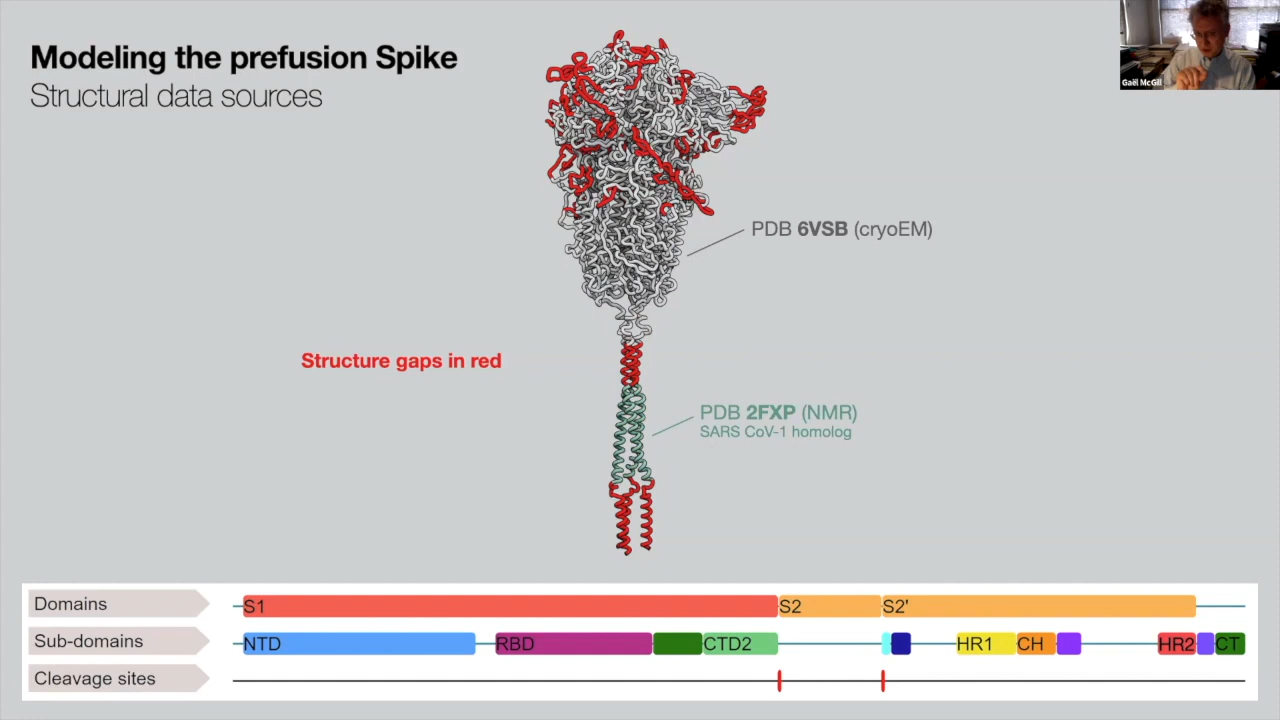 Modeling the prefusion Spike
Structural data sources
Gaël McGill
PDB 6VSB (cryoEM)
Structure gaps in red
PDB 2FXP (NMR)
SARS CoV-1 homolog
Domains
S1
S2
S2'
Sub-domains
NTD
RBD
CTD2
HR1
CH
HR2
CT
Cleavage sites